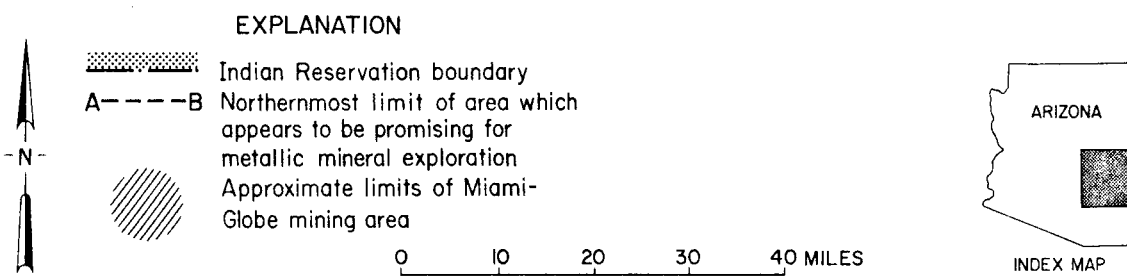 EXPLANATION
Indian Reservation boundary
A-----B Northernmost limit of area which
appears to be promising for
metallic mineral exploration
Approximate limits of Miami-
Globe mining area
-N-
0 10 20 30 40 MILES
ARIZONA
INDEX MAP